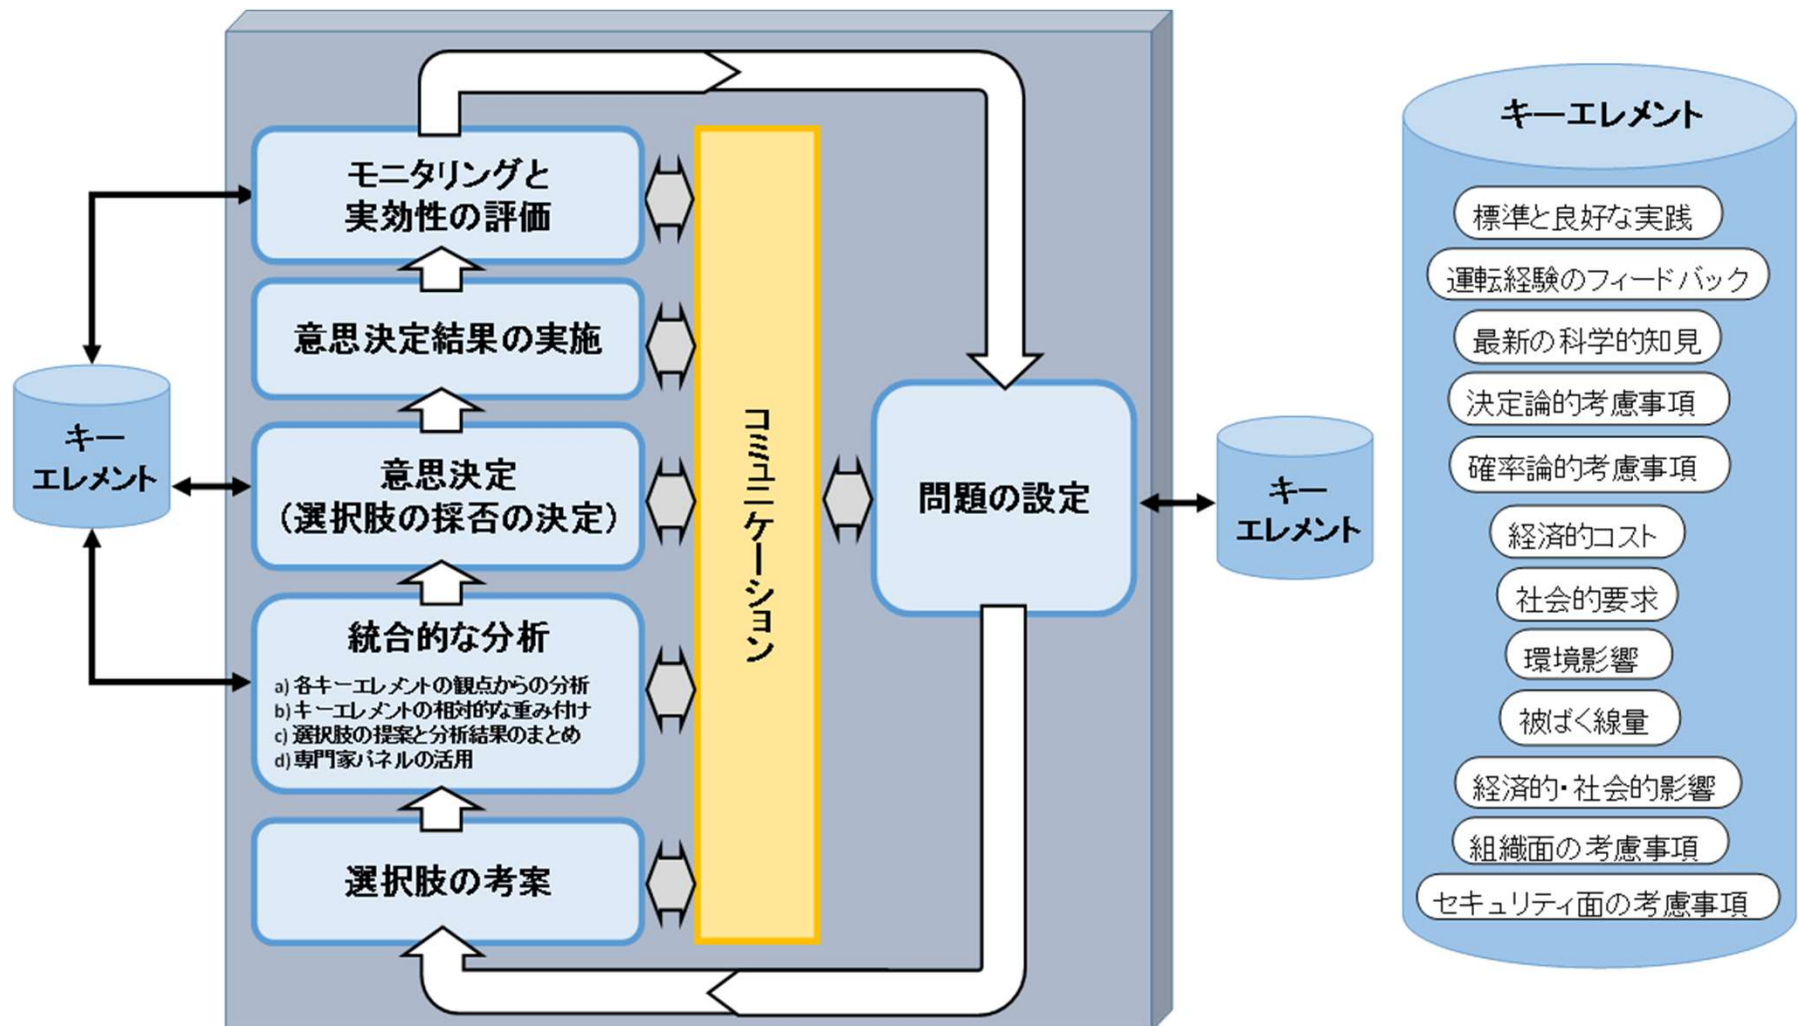 モニタリングと
実効性の評価
意思決定結果の実施
意思決定
（選択肢の採否の決定）
統合的な分析
a) 各キーエレメントの観点からの分析
b) キーエレメントの相対的な重み付け
c) 選択肢の提案と分析結果のまとめ
d) 専門家パネルの活用
選択肢の考案
キー
エレメント
コミュニケーション
問題の設定
キー
エレメント
キーエレメント
標準と良好な実践
運転経験のフィードバック
最新の科学的知見
決定論的考慮事項
確率論的考慮事項
経済的コスト
社会的要求
環境影響
被ばく線量
経済的・社会的影響
組織面の考慮事項
セキュリティ面の考慮事項